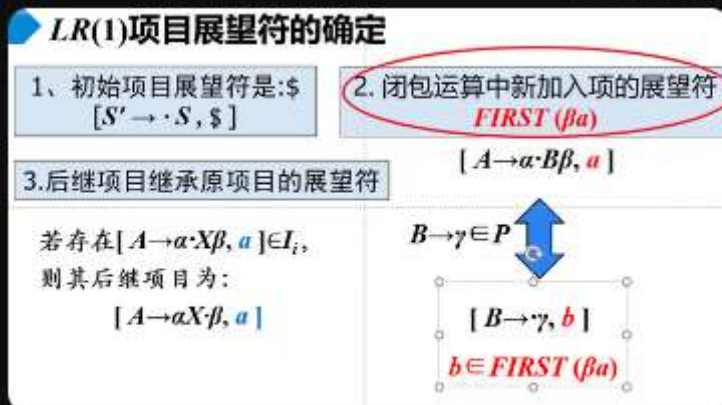 LR(1)项目展望符的确定
1、初始项目展望符是:$
[S′→·S,$]
2. 闭包运算中新加入项的展望符
FIRST (βa)
[A→α·Bβ, a]
3.后继项目继承原项目的展望符
若存在[A→α·Xβ, a]∈Iᵢ,
则其后继项目为:
[A→αX·β, a]
B→γ∈P
[B→·γ, b]
b∈FIRST (βa)